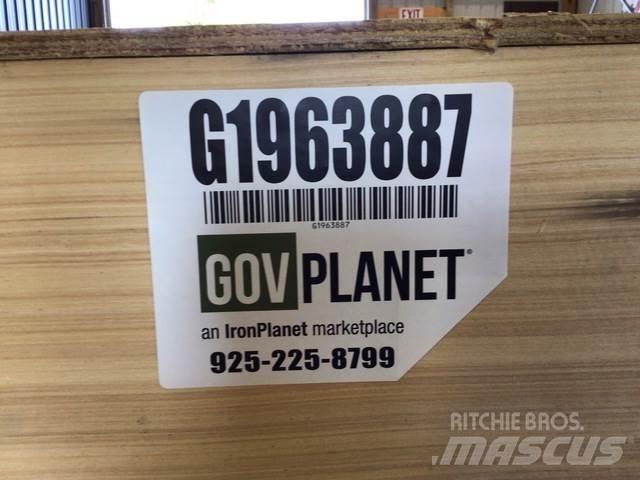 EXIT
G1963887
G1963887
GOV PLANET®
an IronPlanet marketplace
925-225-8799
RITCHIE BROS.
MASCUS